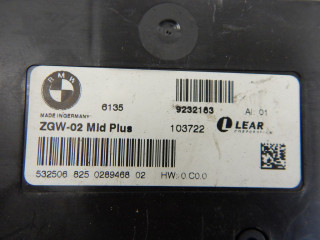 BMW
6135 9232163
MADE IN GERMANY AI: 01
ZGW-02 Mid Plus 103722 LEAR
CORPORATION
532506 825 0289468 02 HW:0 C0.0